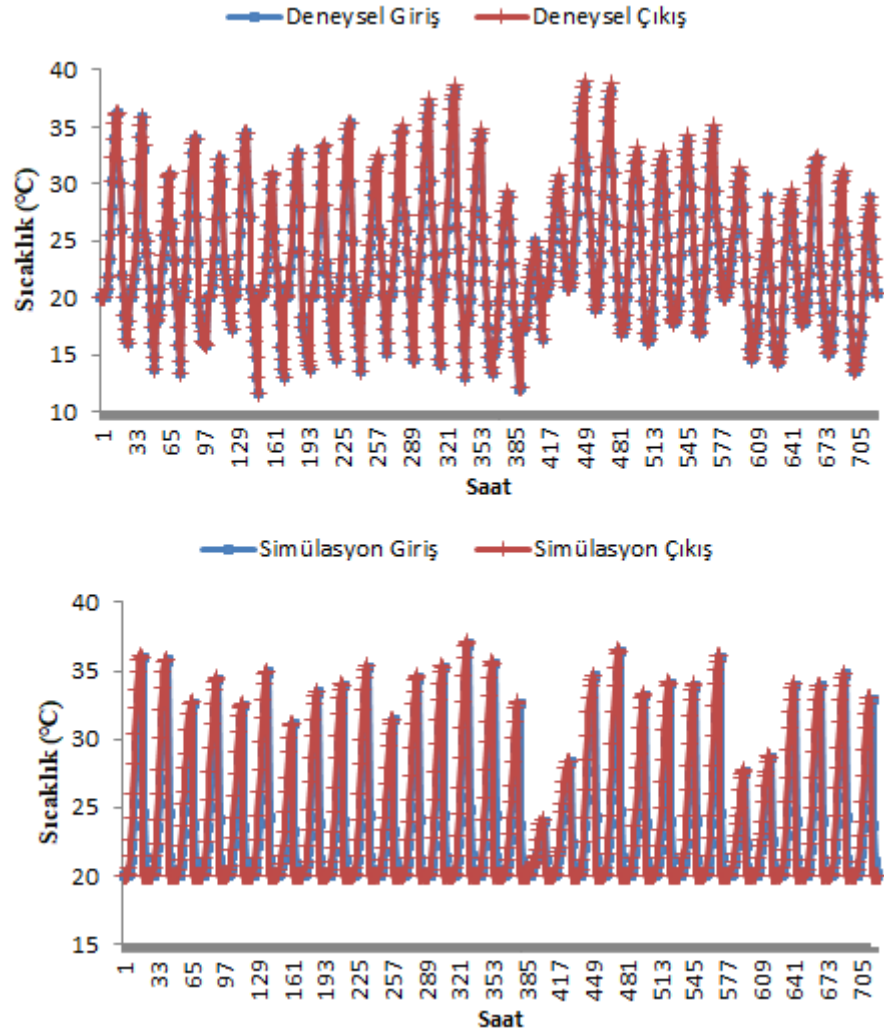 Deneysel Giriş Deneysel Çıkış
Sıcaklık (°C)
40
35
30
25
20
15
10
1 33 65 97 129 161 193 225 257 289 321 353 385 417 449 481 513 545 577 609 641 673 705
Saat
Simülasyon Giriş Simülasyon Çıkış
Sıcaklık (°C)
40
35
30
25
20
15
1 33 65 97 129 161 193 225 257 289 321 353 385 417 449 481 513 545 577 609 641 673 705
Saat